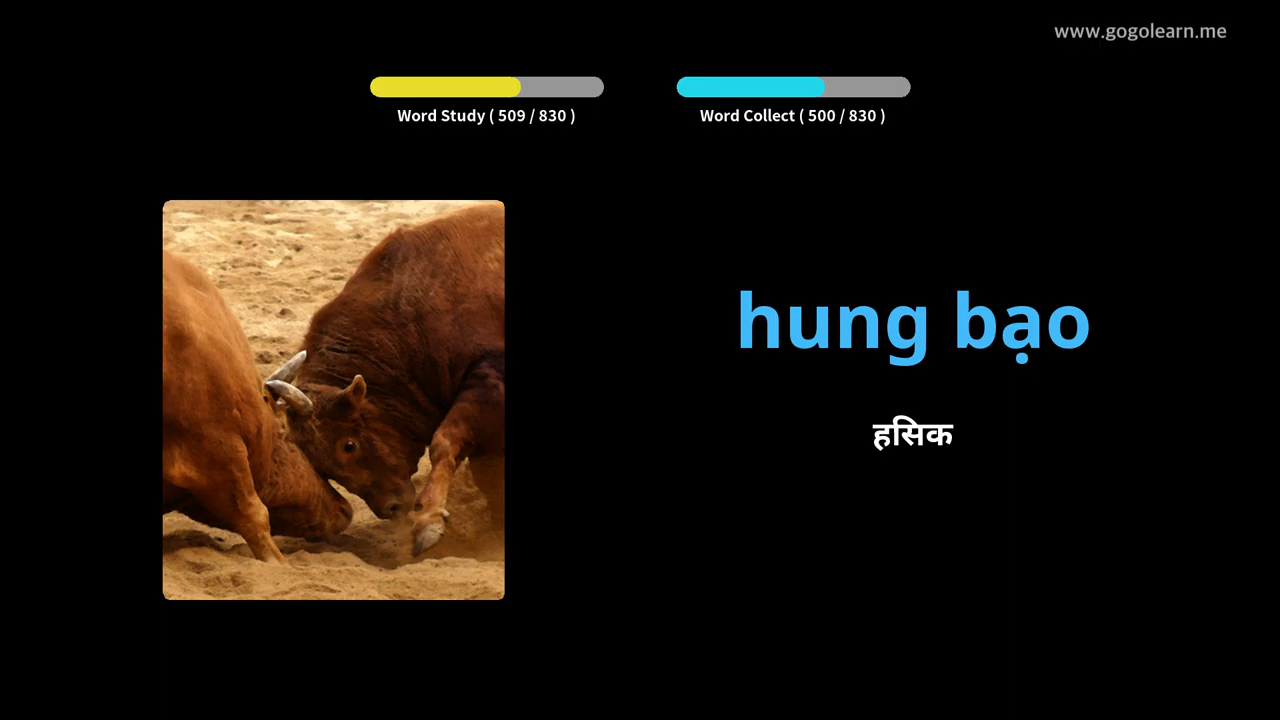 www.gogolearn.me
Word Study ( 509 / 830 )
Word Collect ( 500 / 830 )
hung bạo
हसिक